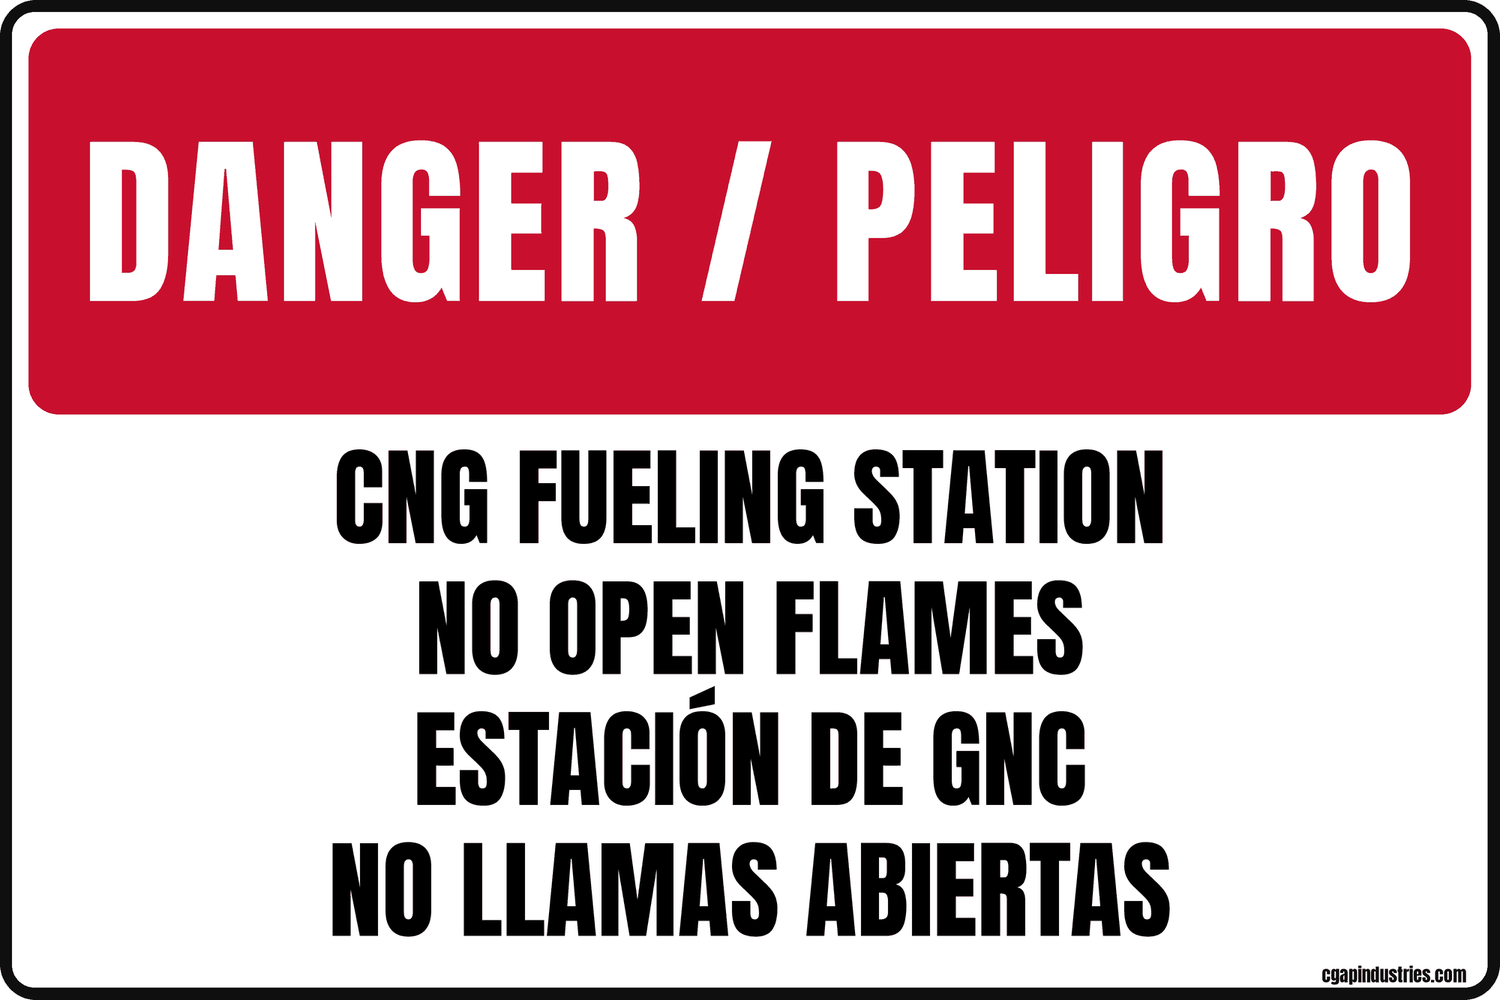 DANGER / PELIGRO
CNG FUELING STATION
NO OPEN FLAMES
ESTACIÓN DE GNC
NO LLAMAS ABIERTAS
cgapindustries.com